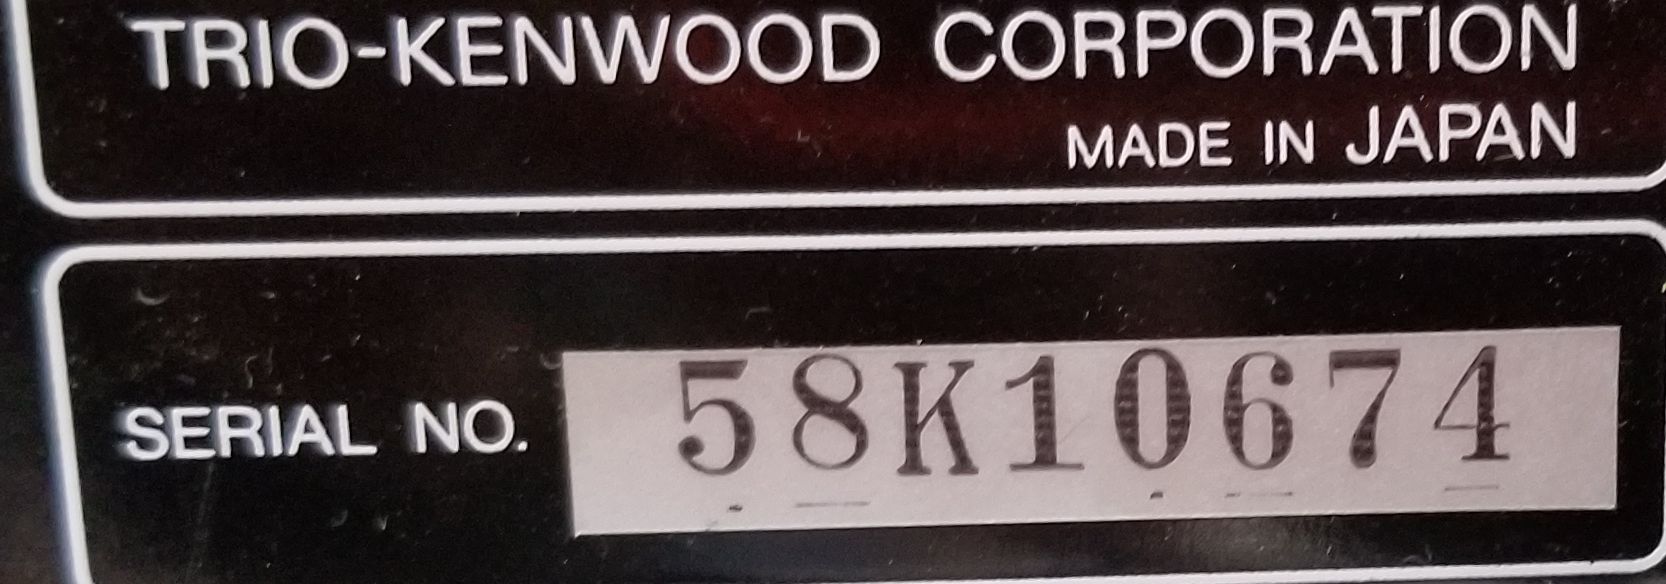 TRIO-KENWOOD CORPORATION
MADE IN JAPAN
SERIAL NO. 58K10674